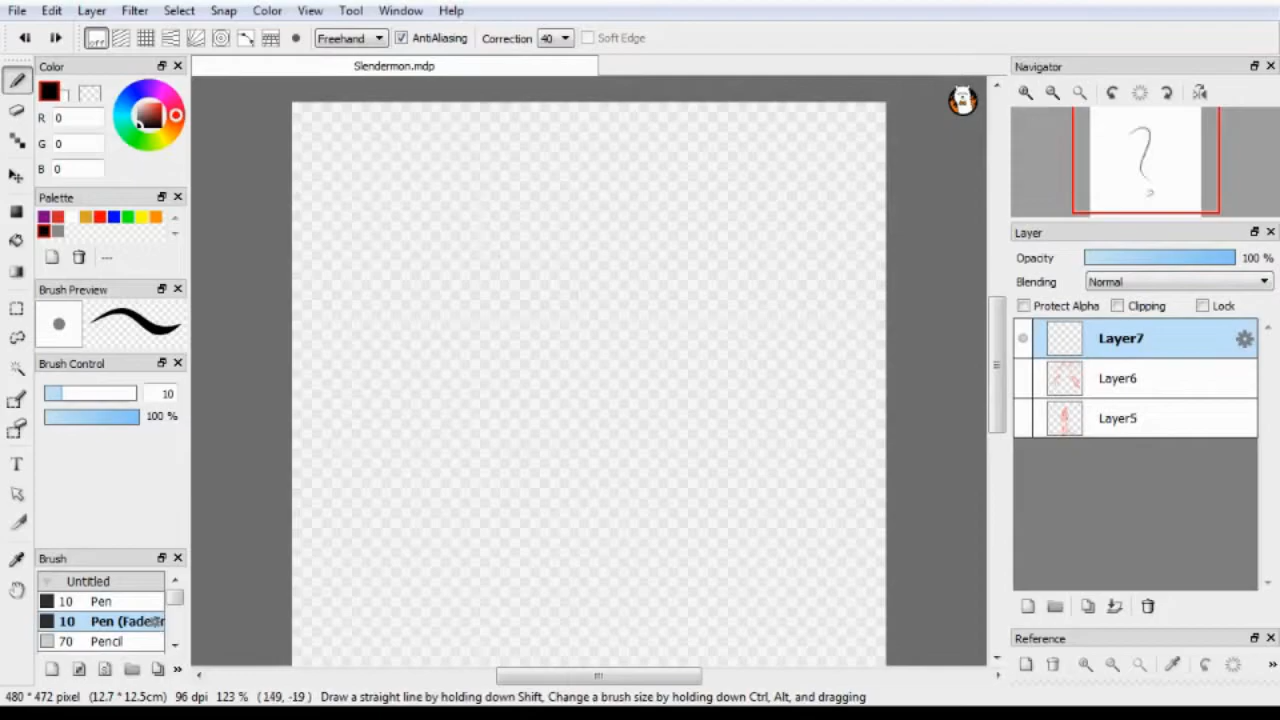 File Edit Layer Filter Select Snap Color View Tool Window Help
off Freehand AntiAliasing Correction 40 Soft Edge
Color
R 0
G 0
B 0
Palette
---
Brush Preview
Brush Control
10
100 %
Brush
Untitled
10 Pen
10 Pen (Fade
70 Pencil
Slendermon.mdp
Navigator
?
Layer
Opacity 100 %
Blending Normal
Protect Alpha Clipping Lock
Layer7
Layer6
Layer5
Reference
480 * 472 pixel (12.7 * 12.5cm) 96 dpi 123 % (149, -19) Draw a straight line by holding down Shift, Change a brush size by holding down Ctrl, Alt, and dragging